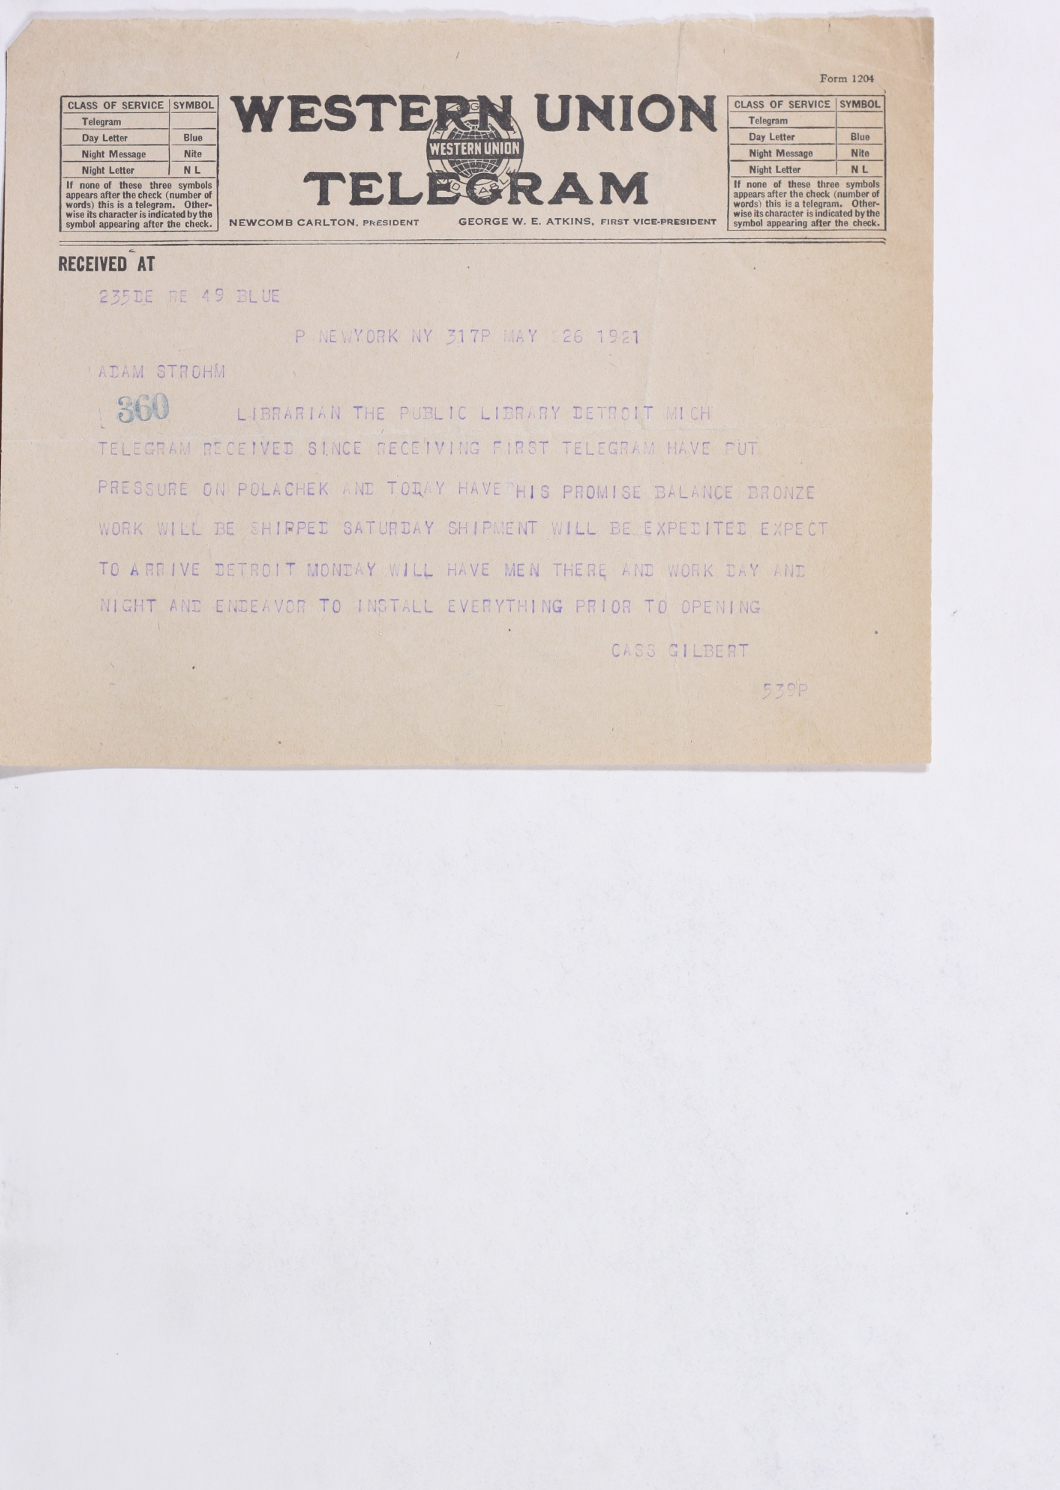 Form 1204
CLASS OF SERVICE SYMBOL
Telegram
Day Letter Blue
Night Message Nite
Night Letter N L
If none of these three symbols
appears after the check (number of
words) this is a telegram. Other-
wise its character is indicated by the
symbol appearing after the check.
WESTERN UNION
WESTERN UNION
TELEGRAM
NEWCOMB CARLTON, PRESIDENT GEORGE W. E. ATKINS, FIRST VICE-PRESIDENT
CLASS OF SERVICE SYMBOL
Telegram
Day Letter Blue
Night Message Nite
Night Letter N L
If none of these three symbols
appears after the check (number of
words) this is a telegram. Other-
wise its character is indicated by the
symbol appearing after the check.
RECEIVED AT
235DE RE 49 BLUE
P NEWYORK NY 317P MAY 26 1921
ADAM STROHM
360 LIBRARIAN THE PUBLIC LIBRARY DETROIT MICH
TELEGRAM RECEIVED SINCE RECEIVING FIRST TELEGRAM HAVE PUT
PRESSURE ON POLACHEK AND TODAY HAVE HIS PROMISE BALANCE BRONZE
WORK WILL BE SHIPPED SATURDAY SHIPMENT WILL BE EXPEDITED EXPECT
TO ARRIVE DETROIT MONDAY WILL HAVE MEN THERE AND WORK DAY AND
NIGHT AND ENDEAVOR TO INSTALL EVERYTHING PRIOR TO OPENING
CASS GILBERT
539P